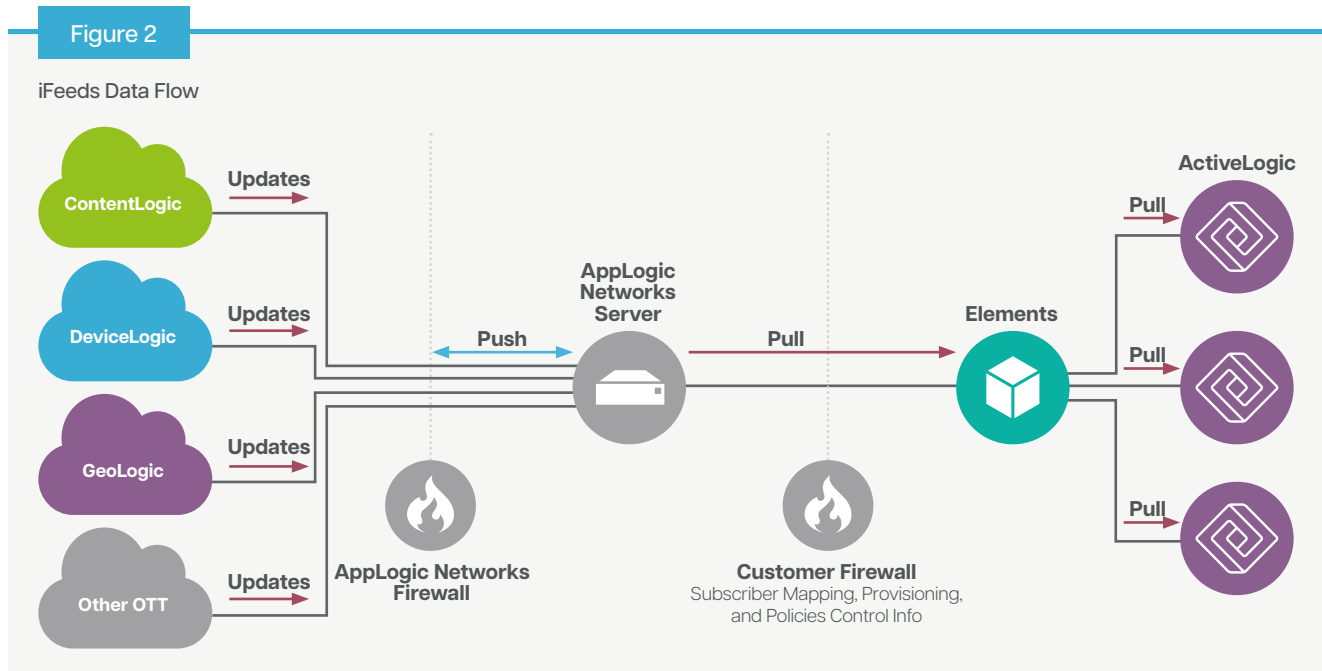 Figure 2
iFeeds Data Flow
ContentLogic
Updates
DeviceLogic
Updates
GeoLogic
Updates
Other OTT
Updates
AppLogic Networks
Firewall
Push
AppLogic
Networks
Server
Pull
Customer Firewall
Subscriber Mapping, Provisioning,
and Policies Control Info
Elements
ActiveLogic
Pull
Pull
Pull